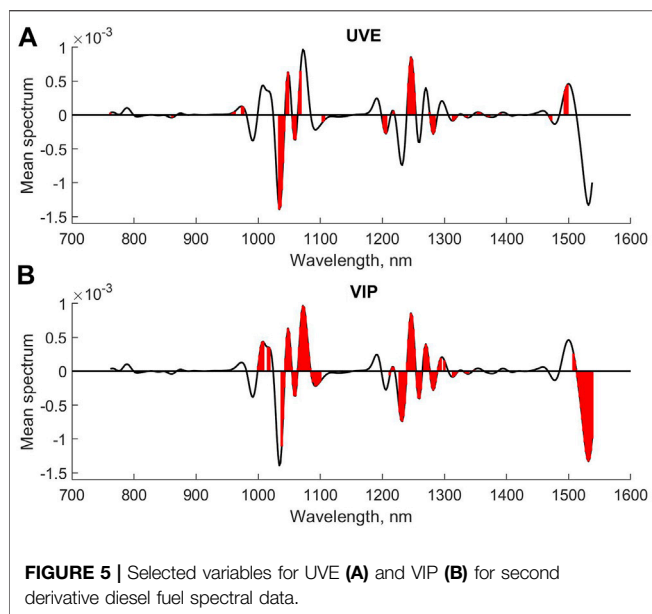 A
UVE
1
×10⁻³
0.5
0
-0.5
-1
-1.5
Mean spectrum
700 800 900 1000 1100 1200 1300 1400 1500 1600
Wavelength, nm
B
VIP
1
×10⁻³
0.5
0
-0.5
-1
-1.5
Mean spectrum
700 800 900 1000 1100 1200 1300 1400 1500 1600
Wavelength, nm
FIGURE 5 | Selected variables for UVE (A) and VIP (B) for second
derivative diesel fuel spectral data.